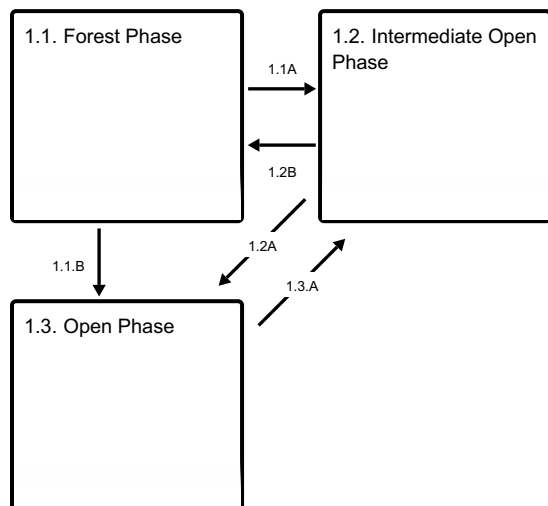 1.1. Forest Phase
1.2. Intermediate Open
Phase
1.1A
1.2B
1.2A
1.1.B
1.3.A
1.3. Open Phase